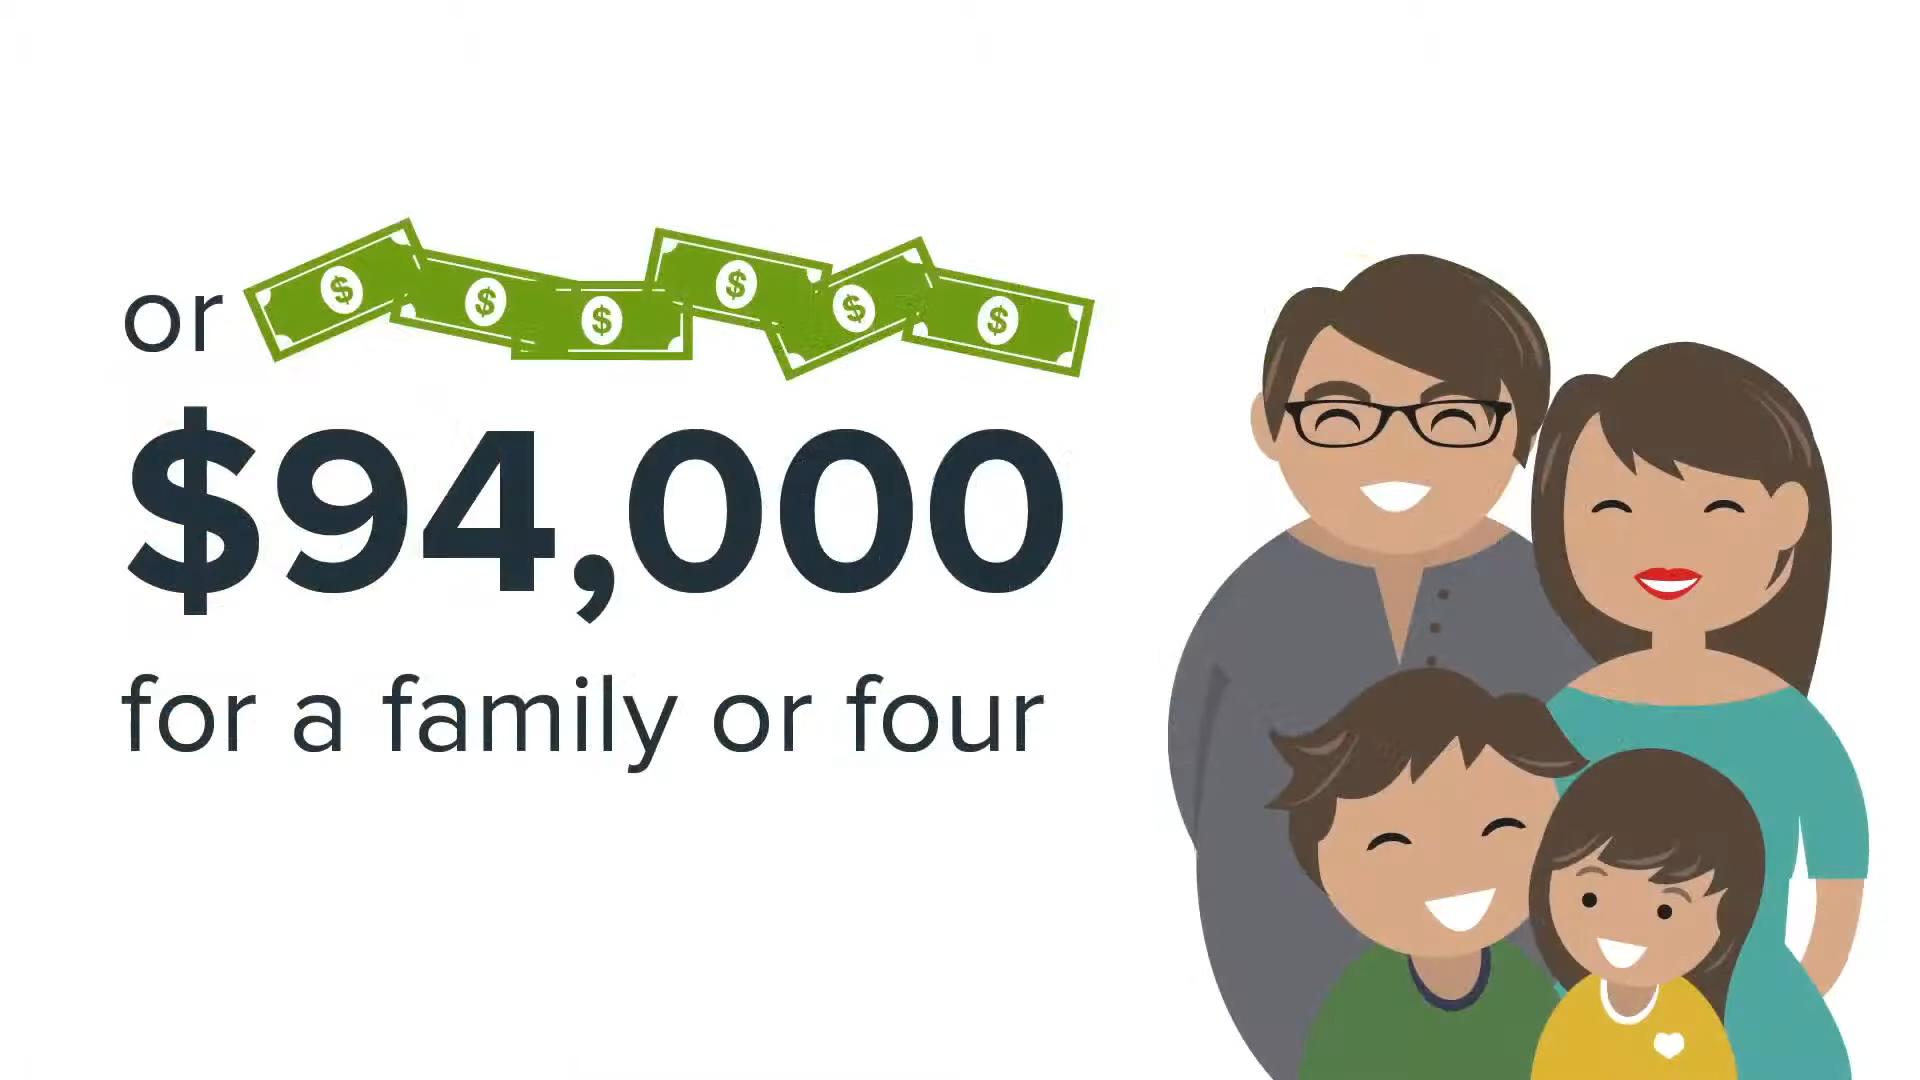 or
$ $ $ $ $ $
$94,000
for a family or four